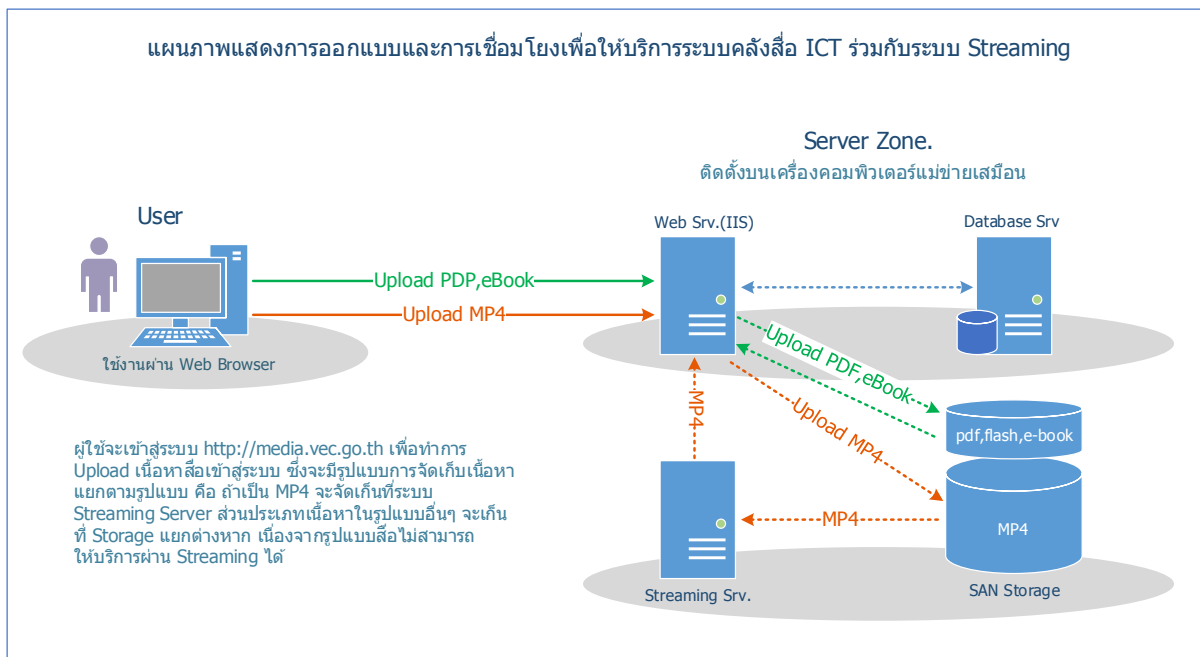 แผนภาพแสดงการออกแบบและการเชื่อมโยงเพื่อให้บริการระบบคลังสื่อ ICT ร่วมกับระบบ Streaming
Server Zone.
ติดตั้งบนเครื่องคอมพิวเตอร์แม่ข่ายเสมือน
User
Web Srv.(IIS)
Database Srv
Upload PDP,eBook
Upload MP4
ใช้งานผ่าน Web Browser
Upload PDF,eBook
Upload MP4
MP4
pdf,flash,e-book
ผู้ใช้จะเข้าสู่ระบบ http://media.vec.go.th เพื่อทำการ
Upload เนื้อหาสื่อเข้าสู่ระบบ ซึ่งจะมีรูปแบบการจัดเก็บเนื้อหา
แยกตามรูปแบบ คือ ถ้าเป็น MP4 จะจัดเก็นที่ระบบ
Streaming Server ส่วนประเภทเนื้อหาในรูปแบบอื่นๆ จะเก็น
ที่ Storage แยกต่างหาก เนื่องจากรูปแบบสื่อไม่สามารถ
ให้บริการผ่าน Streaming ได้
MP4
MP4
Streaming Srv.
SAN Storage